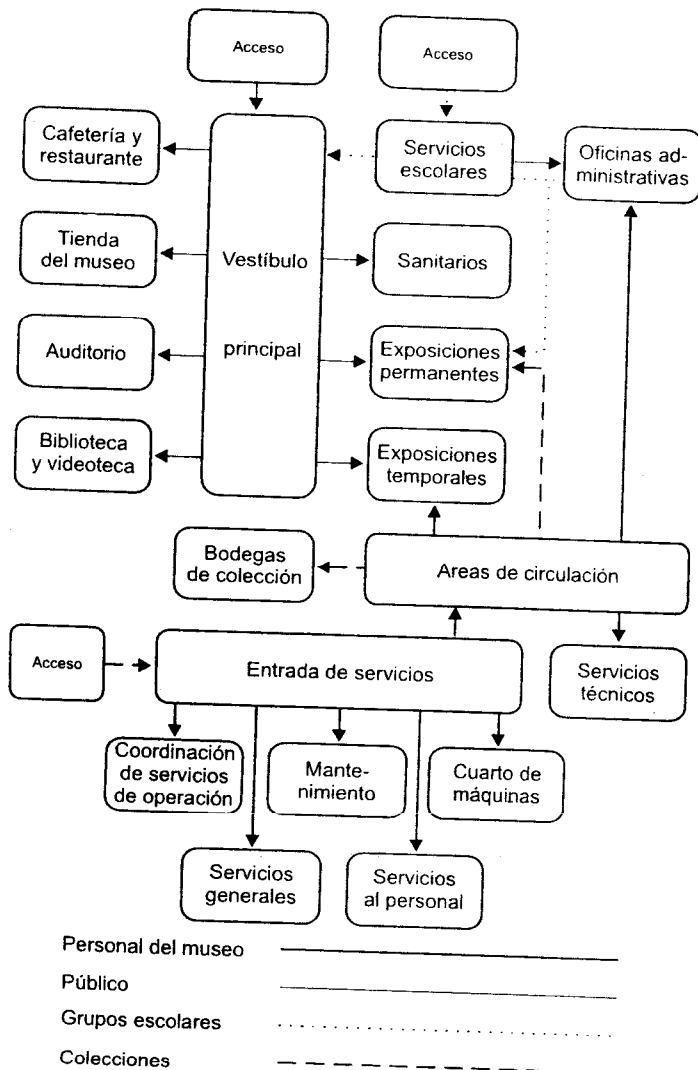 Acceso
Acceso
Cafetería y
restaurante
Servicios
escolares
Oficinas ad-
ministrativas
Tienda
del museo
Vestíbulo
Sanitarios
Auditorio
principal
Exposiciones
permanentes
Biblioteca
y videoteca
Exposiciones
temporales
Bodegas
de colección
Areas de circulación
Acceso
Entrada de servicios
Servicios
técnicos
Coordinación
de servicios
de operación
Mante-
nimiento
Cuarto de
máquinas
Servicios
generales
Servicios
al personal
Personal del museo
Público
Grupos escolares
Colecciones